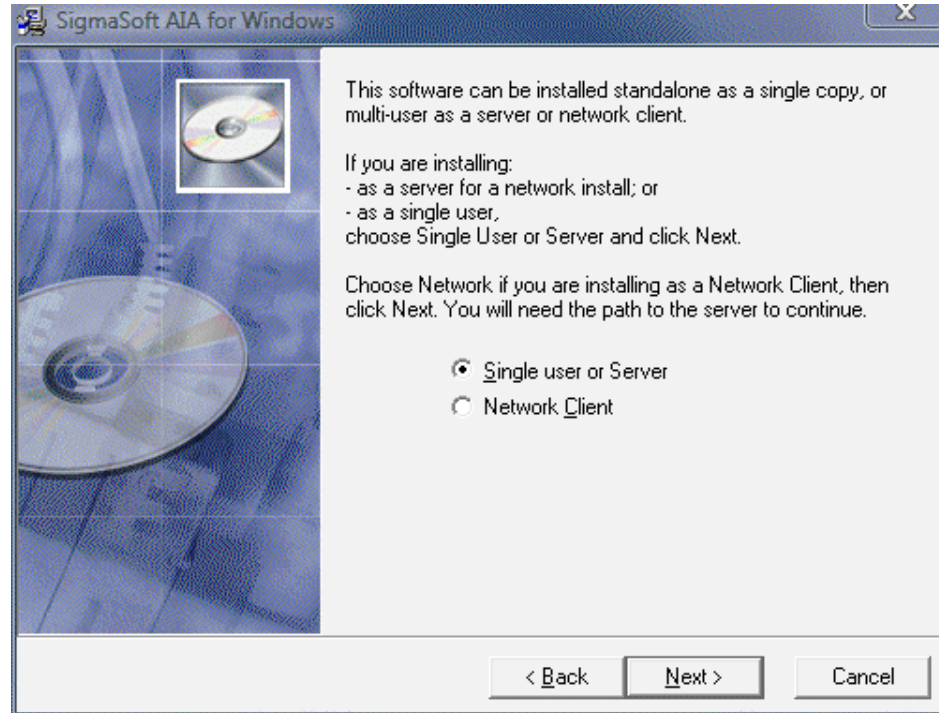 SigmaSoft AIA for Windows
This software can be installed standalone as a single copy, or
multi-user as a server or network client.
If you are installing:
- as a server for a network install; or
- as a single user,
choose Single User or Server and click Next.
Choose Network if you are installing as a Network Client, then
click Next. You will need the path to the server to continue.
Single user or Server
Network Client
< Back
Next >
Cancel